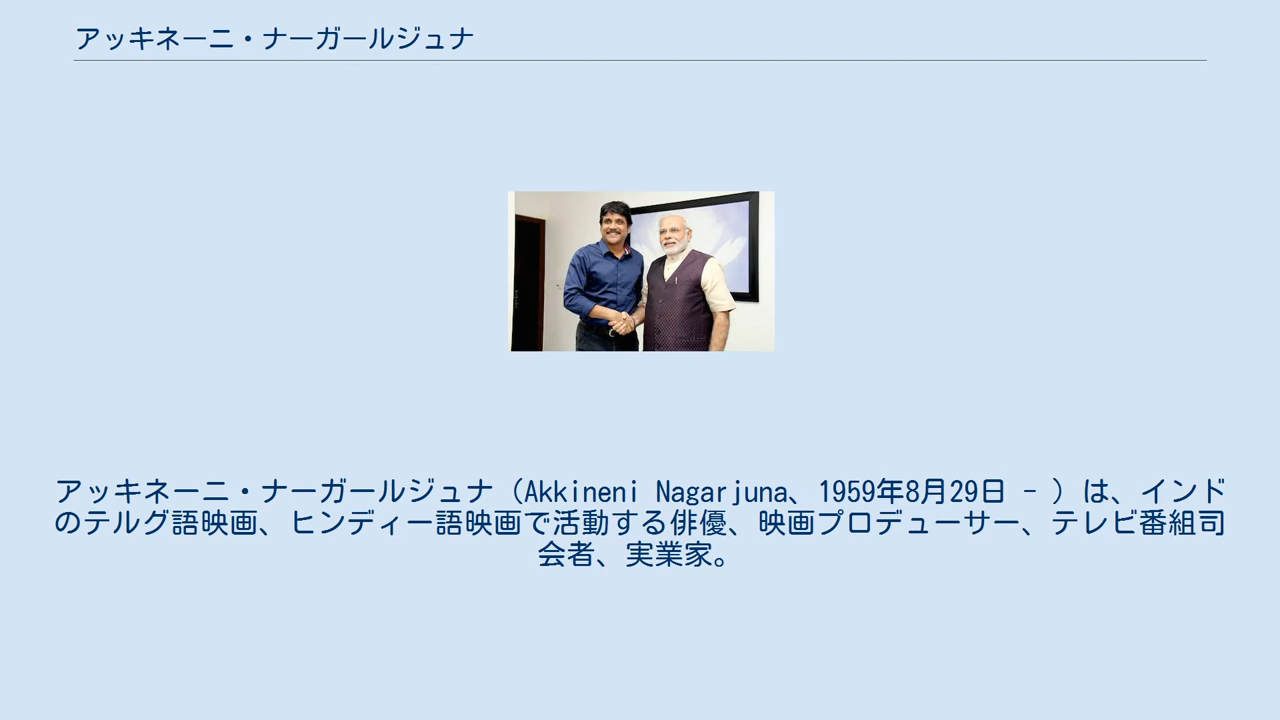 アッキネーニ・ナーガールジュナ
アッキネーニ・ナーガールジュナ（Akkineni Nagarjuna、1959年8月29日 - ）は、インド
のテルグ語映画、ヒンディー語映画で活動する俳優、映画プロデューサー、テレビ番組司
会者、実業家。